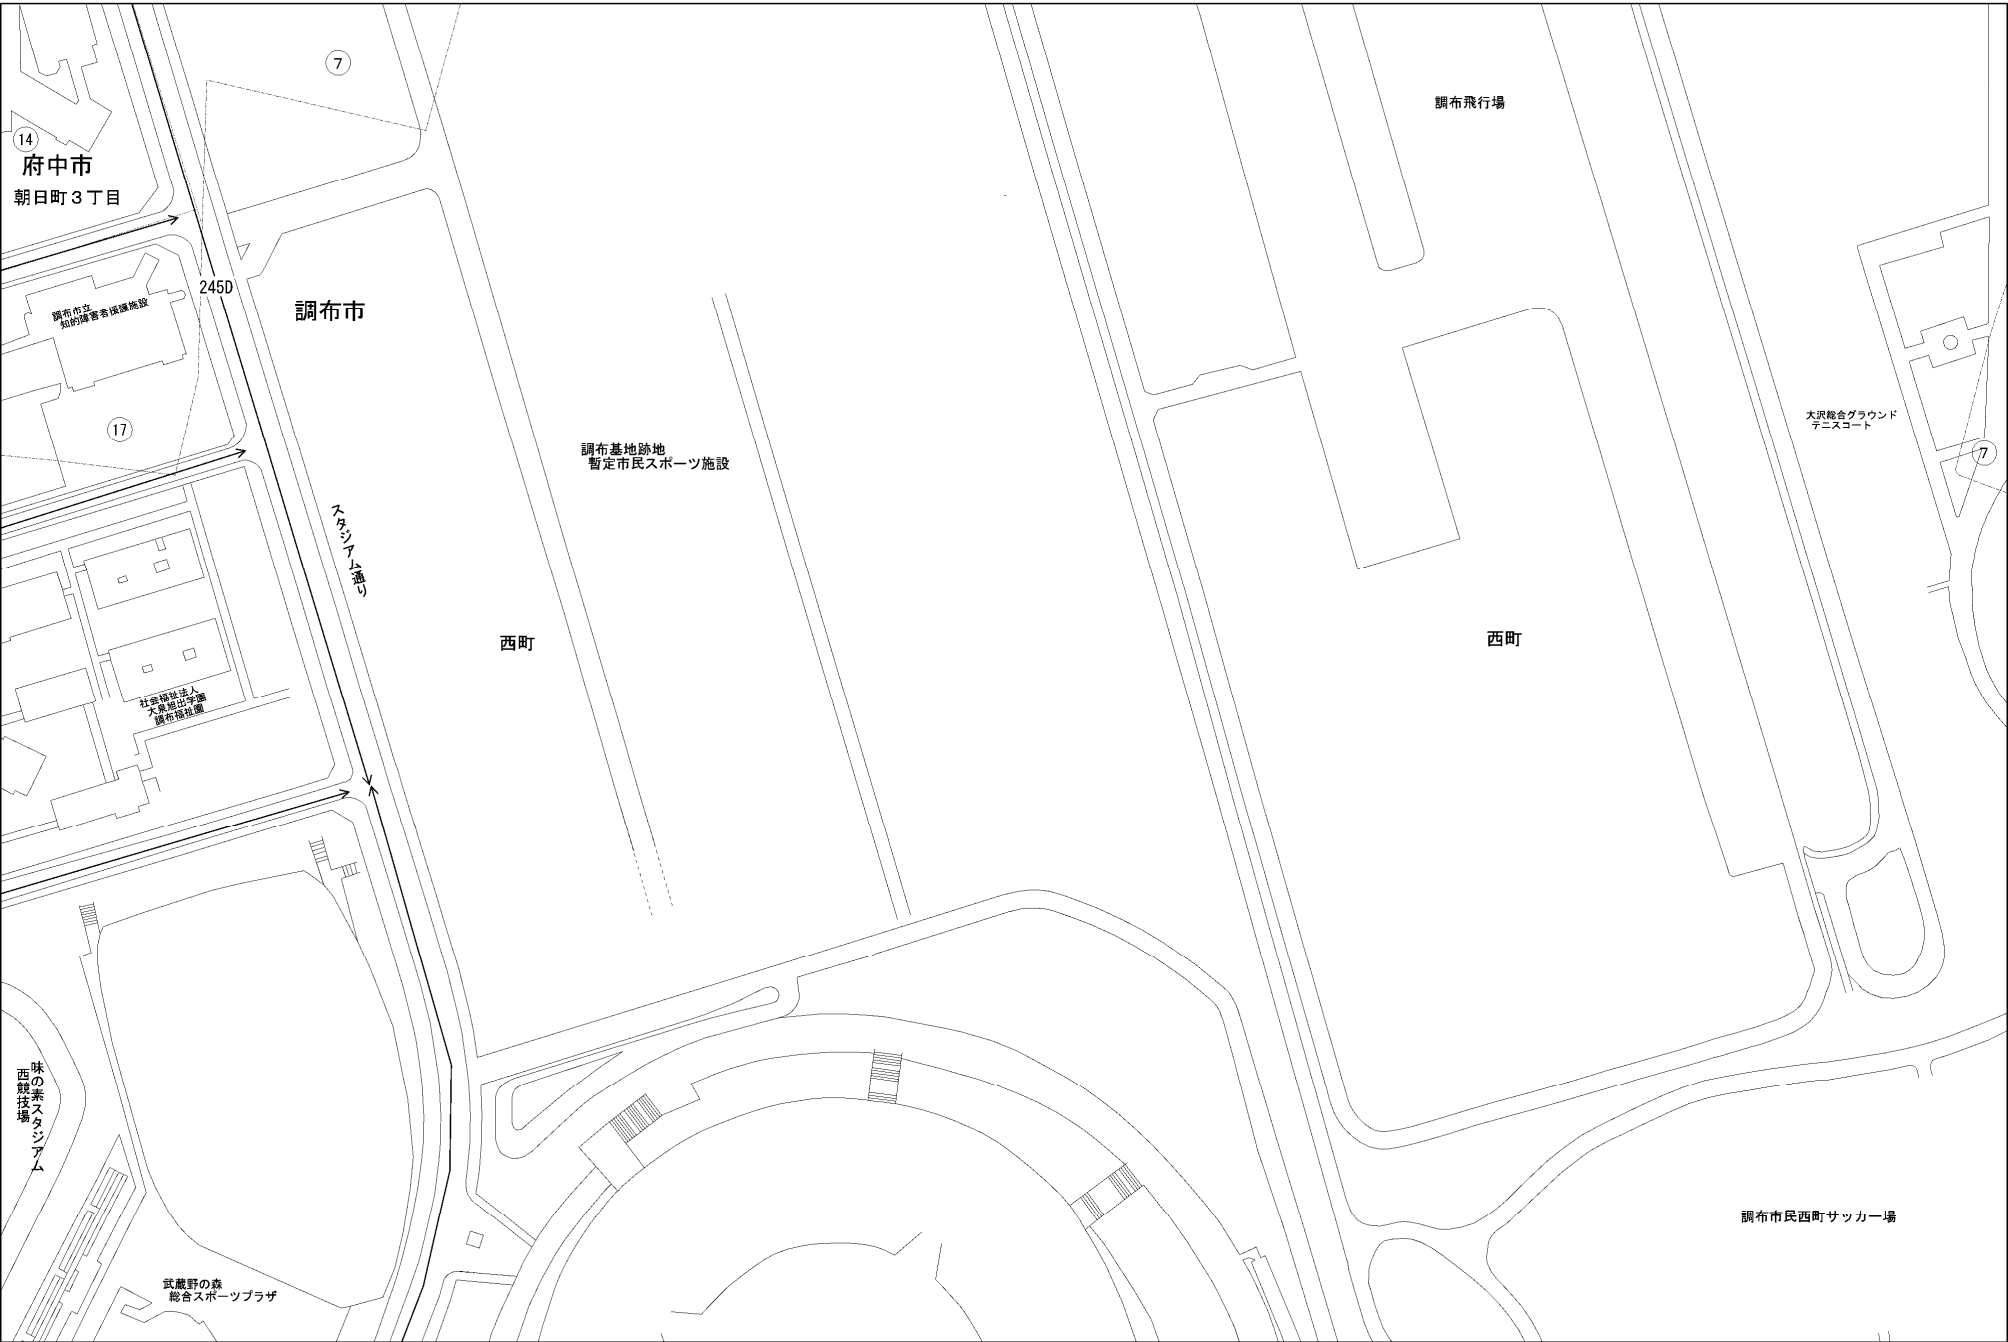 7
調布飛行場
14
府中市
朝日町3丁目
245D
調布市立
知的障害者援護施設
調布市
17
大沢総合グラウンド
テニスコート
7
調布基地跡地
暫定市民スポーツ施設
スタジアム通り
西町
西町
社会福祉法人
大泉旭出学園
調布福祉園
味の素スタジアム
西競技場
調布市民西町サッカー場
武蔵野の森
総合スポーツプラザ